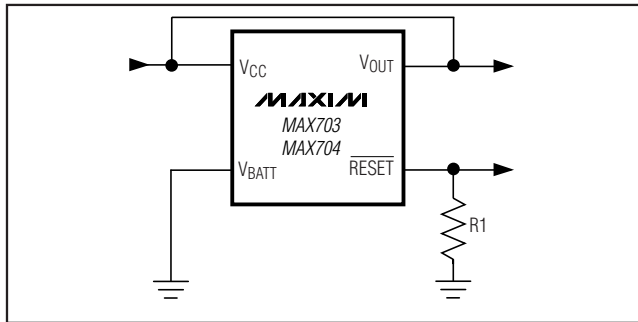 VCC
VOUT
MAXIM
MAX703
MAX704
VBATT
RESET
R1